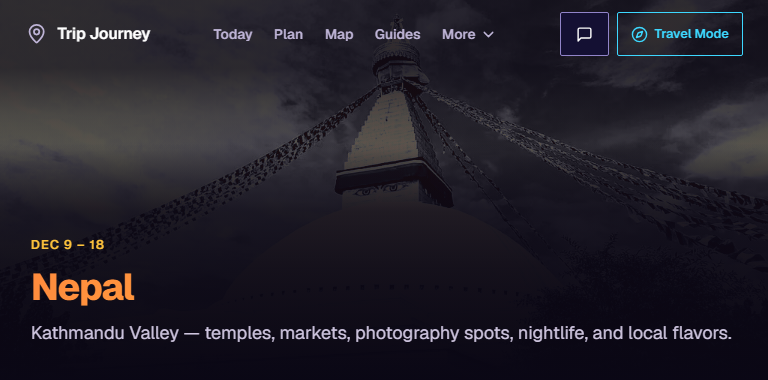 Trip Journey
Today Plan Map Guides More
Travel Mode
DEC 9 – 18
Nepal
Kathmandu Valley — temples, markets, photography spots, nightlife, and local flavors.